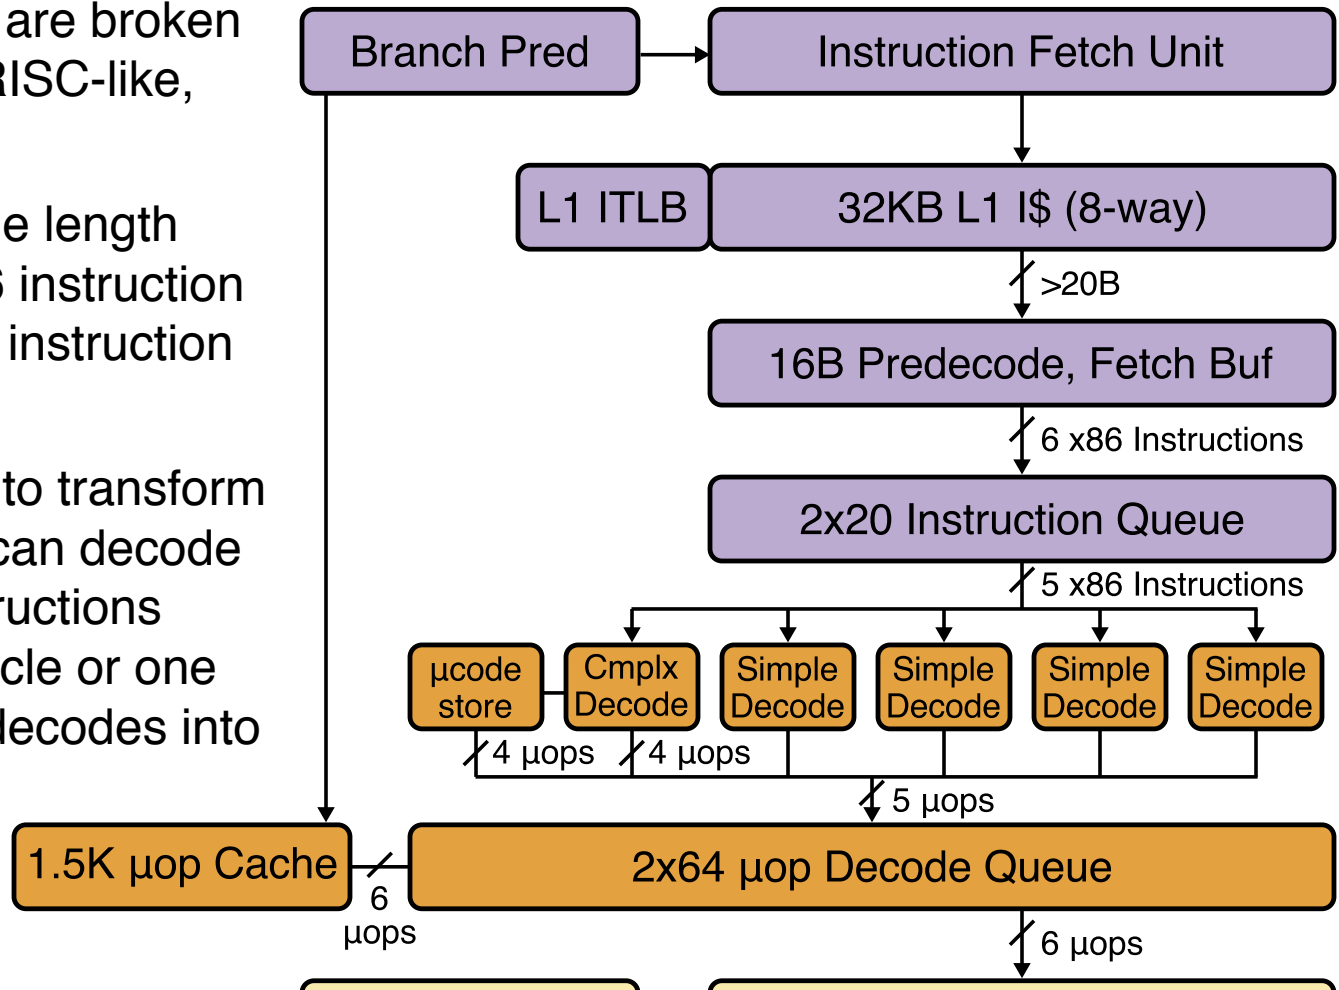 are broken
RISC-like,
e length
6 instruction
instruction
to transform
can decode
ructions
cle or one
decodes into
Branch Pred
Instruction Fetch Unit
L1 ITLB
32KB L1 I$ (8-way)
>20B
16B Predecode, Fetch Buf
6 x86 Instructions
2x20 Instruction Queue
5 x86 Instructions
µcode
store
Cmplx
Decode
Simple
Decode
Simple
Decode
Simple
Decode
Simple
Decode
4 µops
4 µops
5 µops
1.5K µop Cache
6
µops
2x64 µop Decode Queue
6 µops